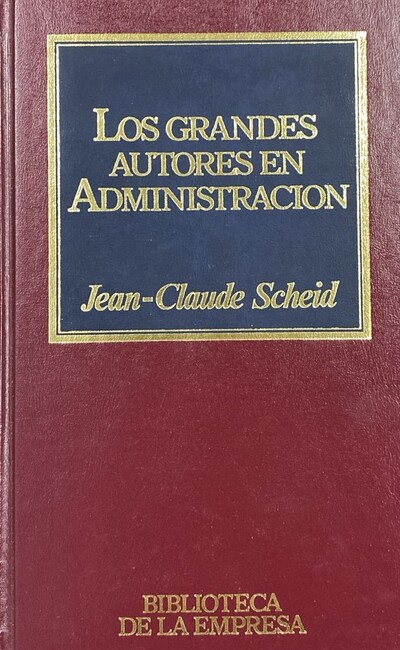 LOS GRANDES
AUTORES EN
ADMINISTRACION
Jean-Claude Scheid
BIBLIOTECA
DE LA EMPRESA